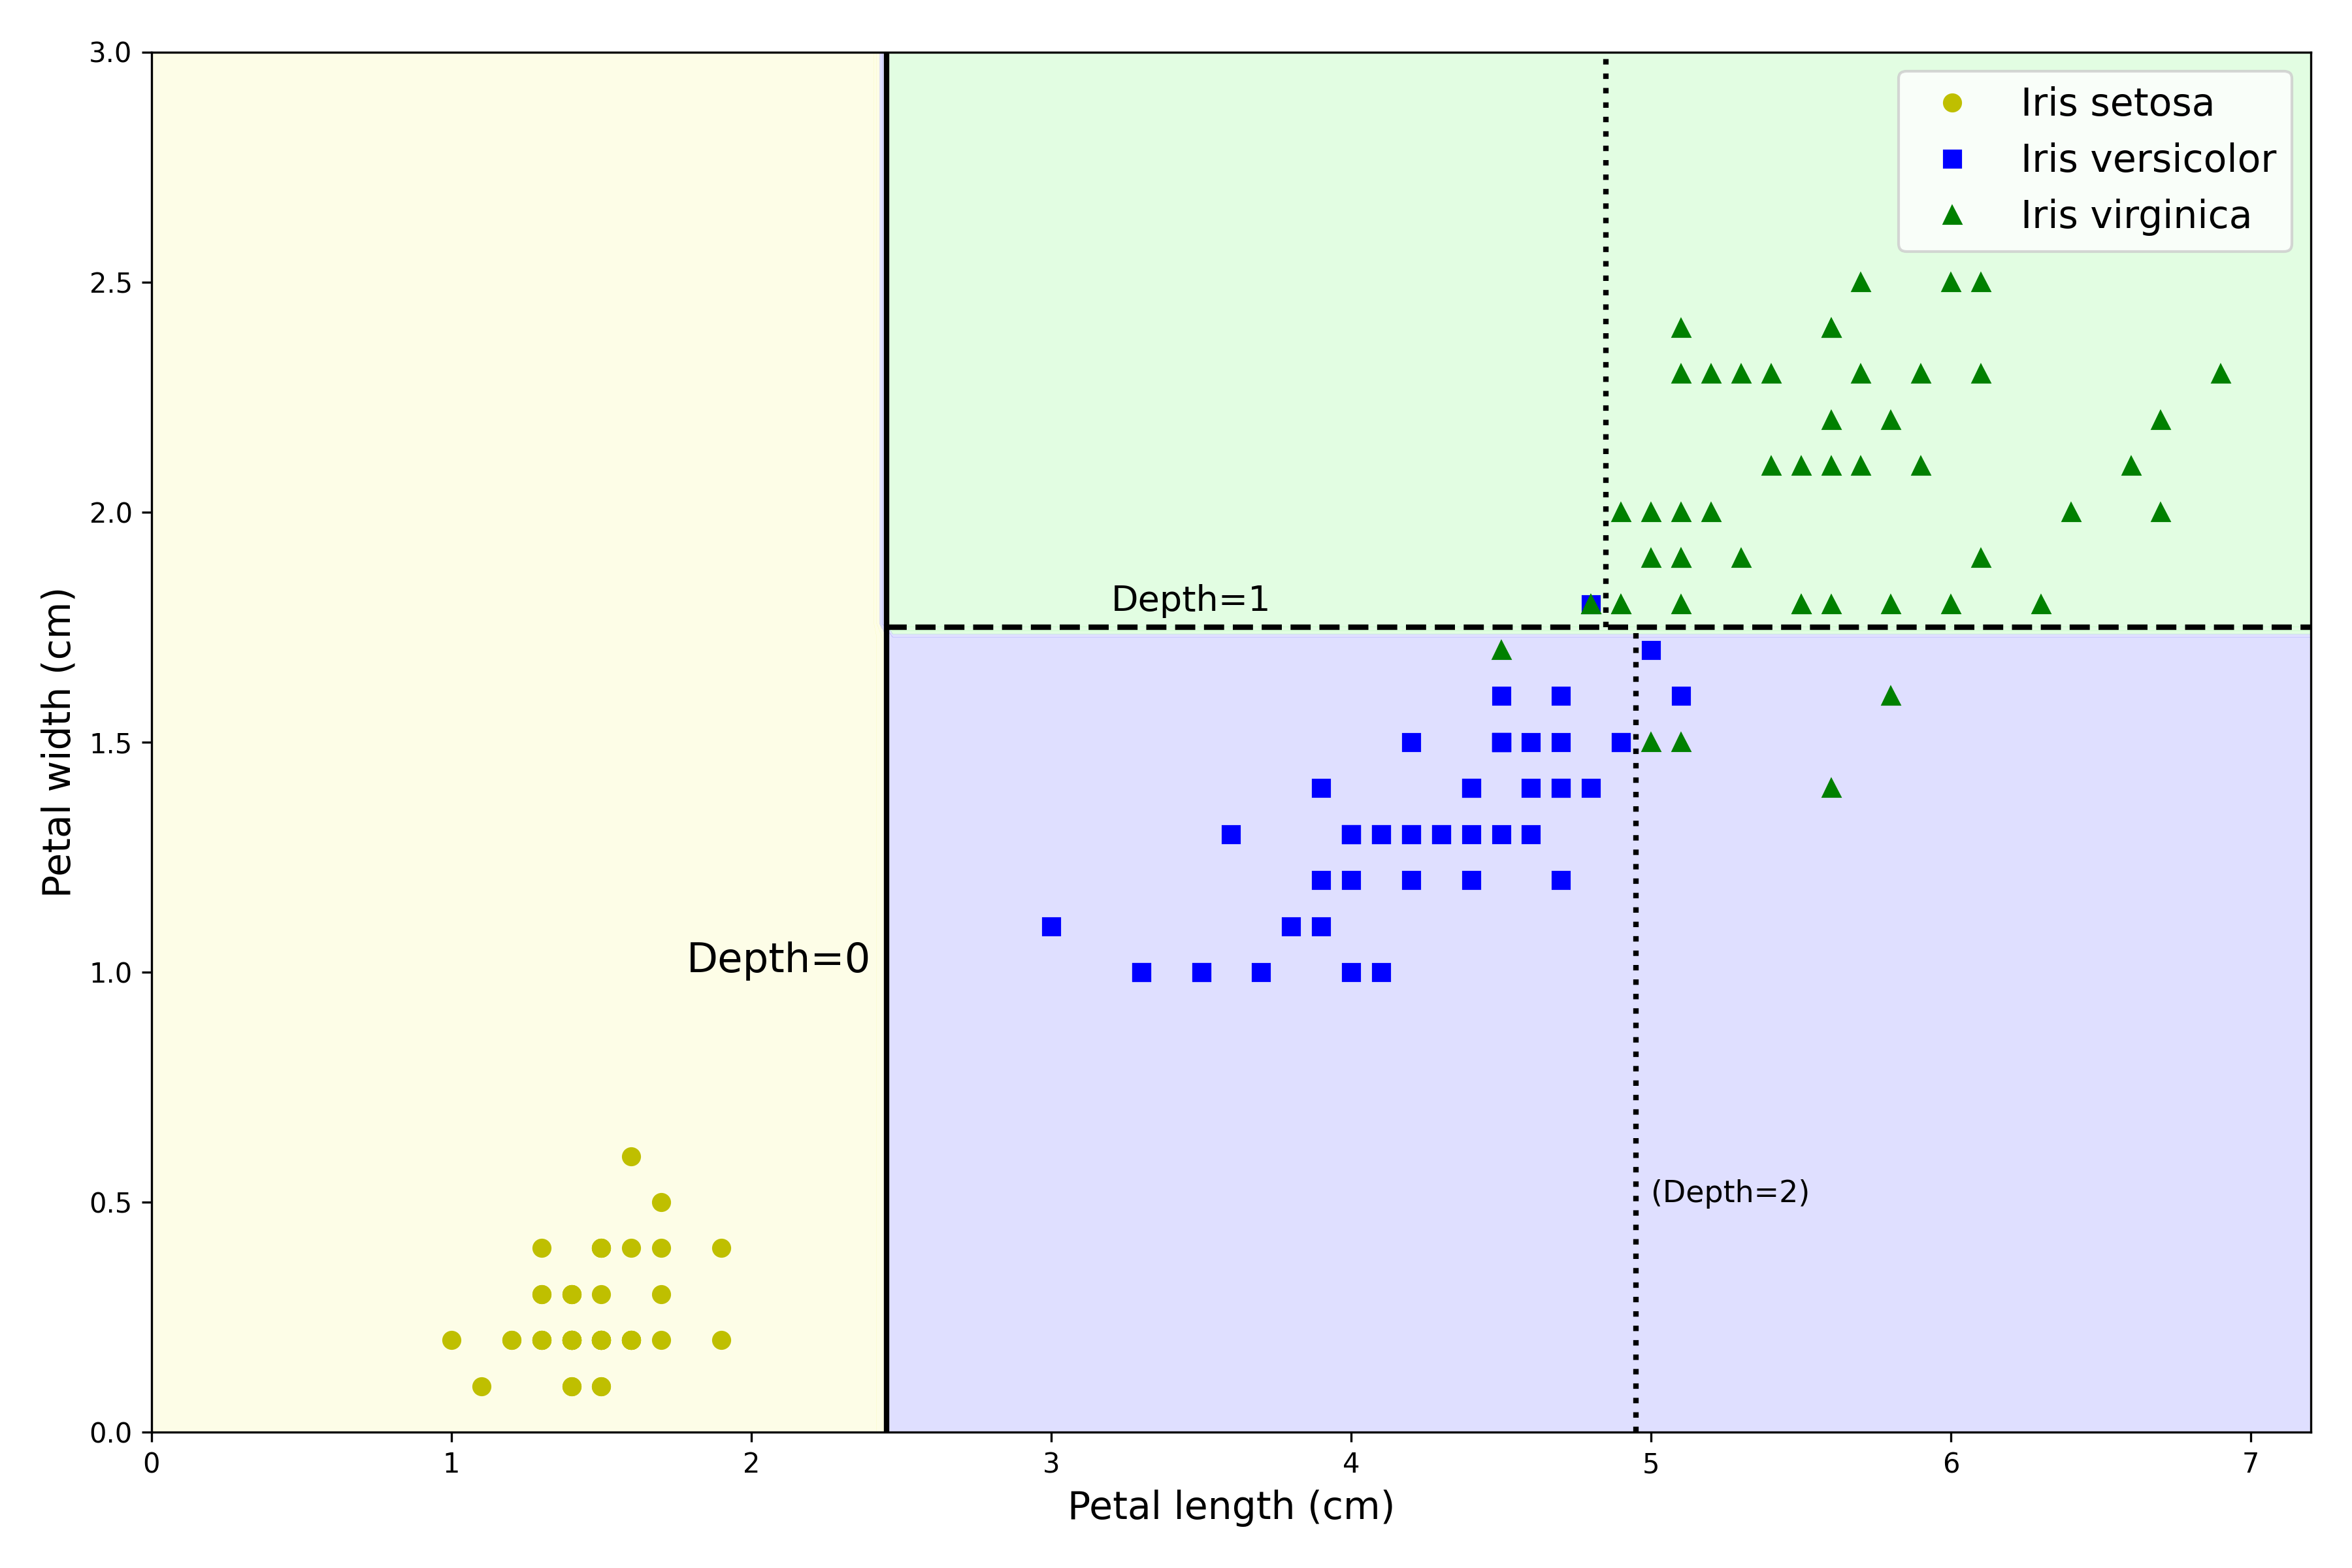 3.0
2.5
2.0
1.5
1.0
0.5
0.0
Petal width (cm)
Iris setosa
Iris versicolor
Iris virginica
Depth=1
Depth=0
(Depth=2)
0 1 2 3 4 5 6 7
Petal length (cm)